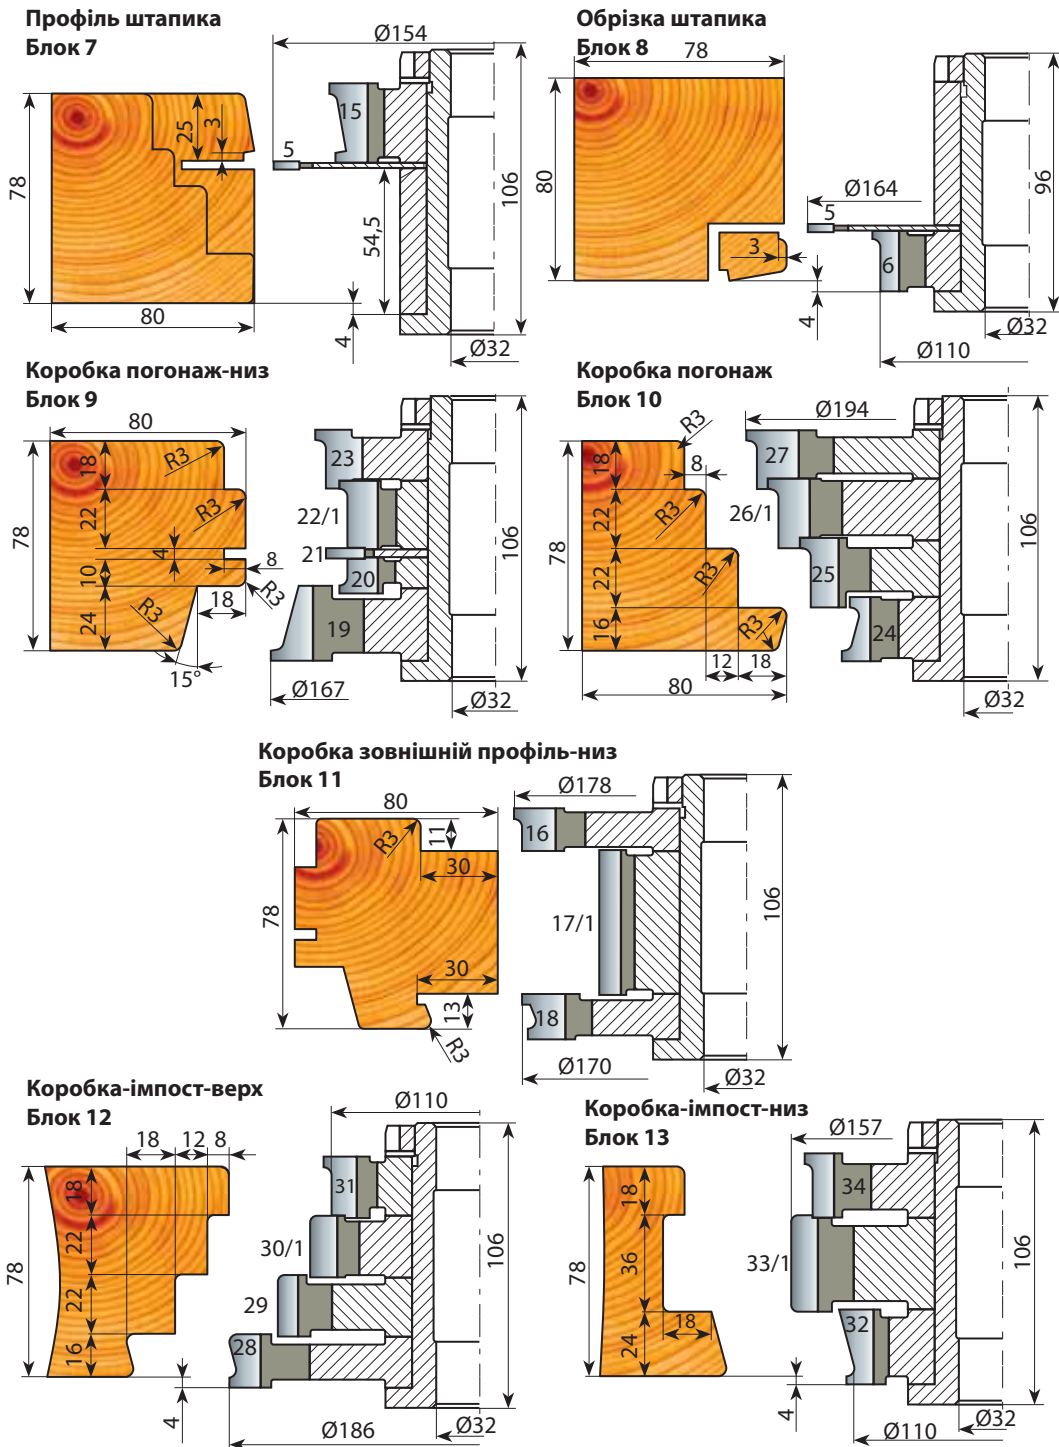 Профіль штапика
Блок 7
Ø154
15
5
25
3
78
54,5
106
80
4
Ø32
Обрізка штапика
Блок 8
78
80
Ø164
5
3
6
96
4
Ø32
Ø110
Коробка погонаж-низ
Блок 9
80
18
R3
22
R3
4
10
8
78
24
R3
18
R3
15°
23
22/1
21
20
19
106
Ø167
Ø32
Коробка погонаж
Блок 10
R3
Ø194
18
8
27
22
R3
26/1
78
22
R3
25
106
16
R3
24
12
18
80
Ø32
Коробка зовнішній профіль-низ
Блок 11
80
Ø178
R3
11
16
30
78
17/1
106
30
13
18
R3
Ø170
Ø32
Коробка-імпост-верх
Блок 12
Ø110
18
12
8
18
31
22
30/1
78
106
22
29
16
28
4
Ø32
Ø186
Коробка-імпост-низ
Блок 13
Ø157
18
34
36
33/1
78
106
18
32
24
4
Ø32
Ø110